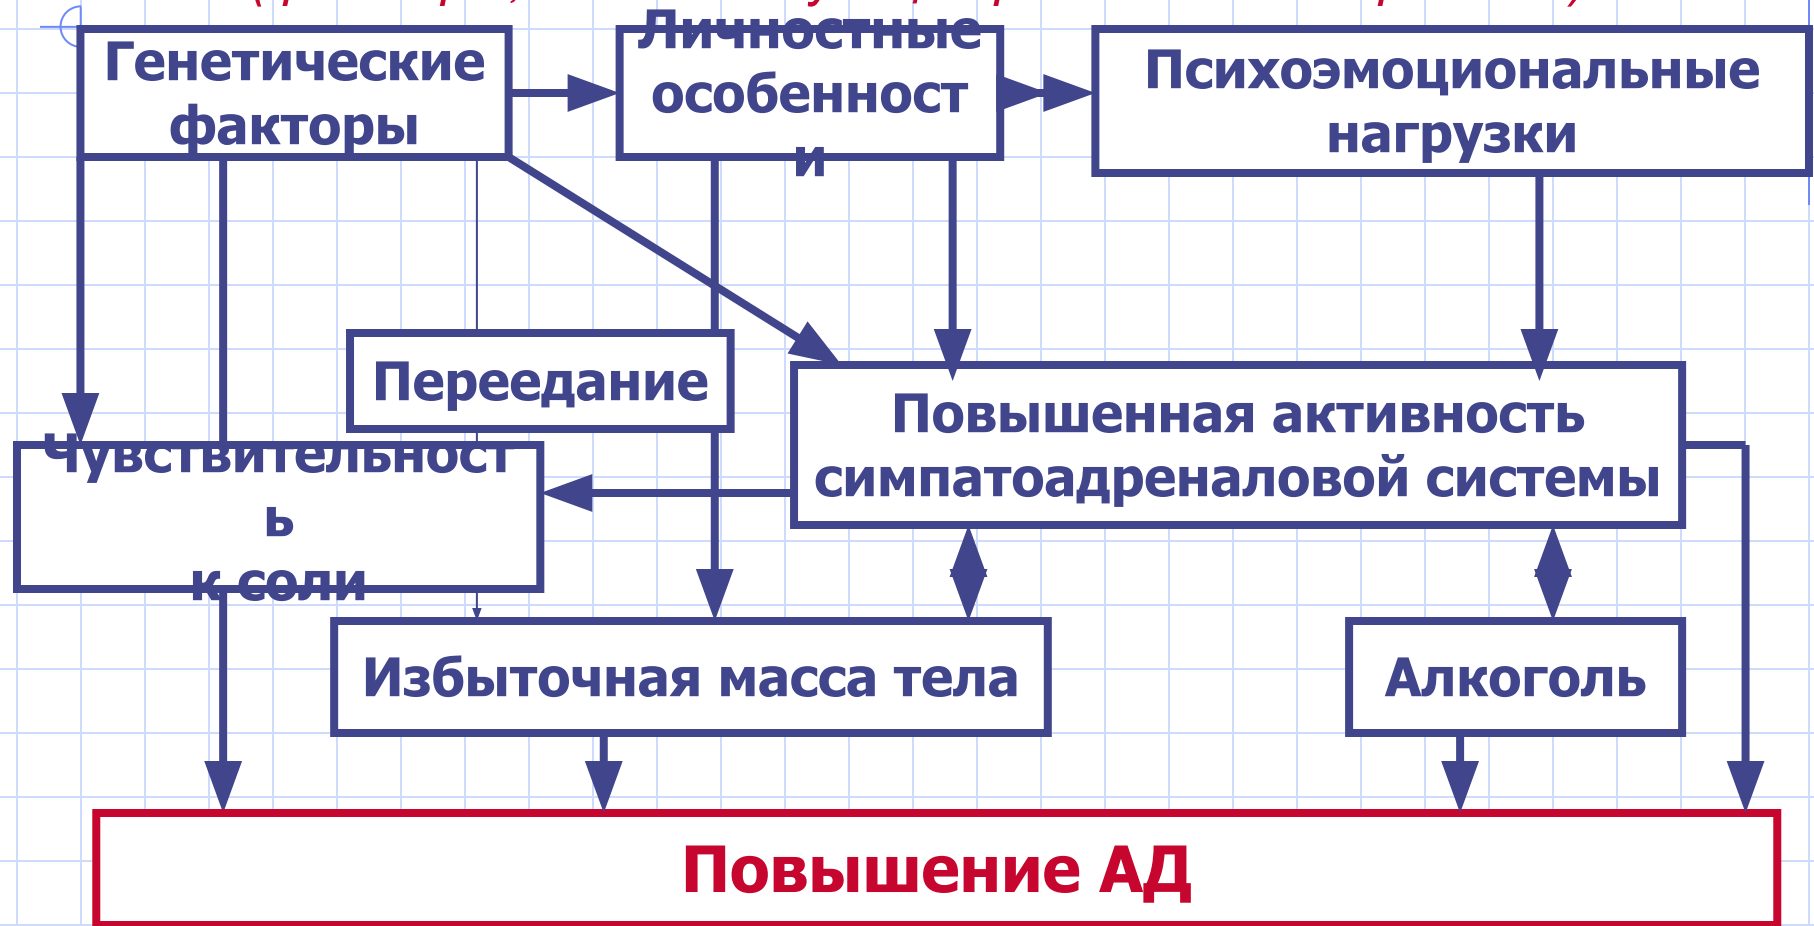 Генетические
факторы
Личностные
особенност
и
Психоэмоциональные
нагрузки
Переедание
Повышенная активность
симпатоадреналовой системы
Чувствительност
ь
к соли
Избыточная масса тела
Алкоголь
Повышение АД